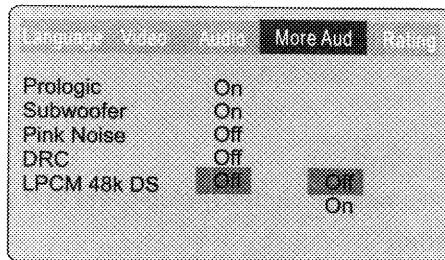 Language Video Audio More Aud Rating
Prologic On
Subwoofer On
Pink Noise Off
DRC Off
LPCM 48k DS Off Off
On